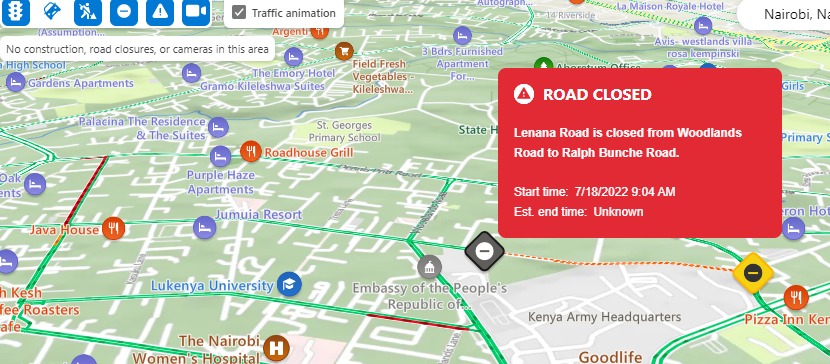 Traffic animation
No construction, road closures, or cameras in this area
Nairobi, Na
La Maison Royale Hotel
14 Riverside
Autograph...
(Assumption...
High School
Gardens Apartments
Argenti
The Emory Hotel
Gramo Kileleshwa Suites
Field Fresh
Vegetables -
Kileleshwa...
3 Bdrs Furnished
Apartment
For...
Avis- westlands villa
rosa kempinski
Girls
Palacina The Residence
& The Suites
St. Georges
Primary School
State H
ROAD CLOSED
Lenana Road is closed from Woodlands
Road to Ralph Bunche Road.
Start time: 7/18/2022 9:04 AM
Est. end time: Unknown
Primary S
Roadhouse Grill
Purple Haze
Apartments
Oak
ents
Java House
Jumuia Resort
eron Hot
Lukenya University
Embassy of the People's
Republic of...
h Kesh
fee Roasters
afe
Kenya Army Headquarters
Pizza Inn Ker
The Nairobi
Women's Hospital
Goodlife